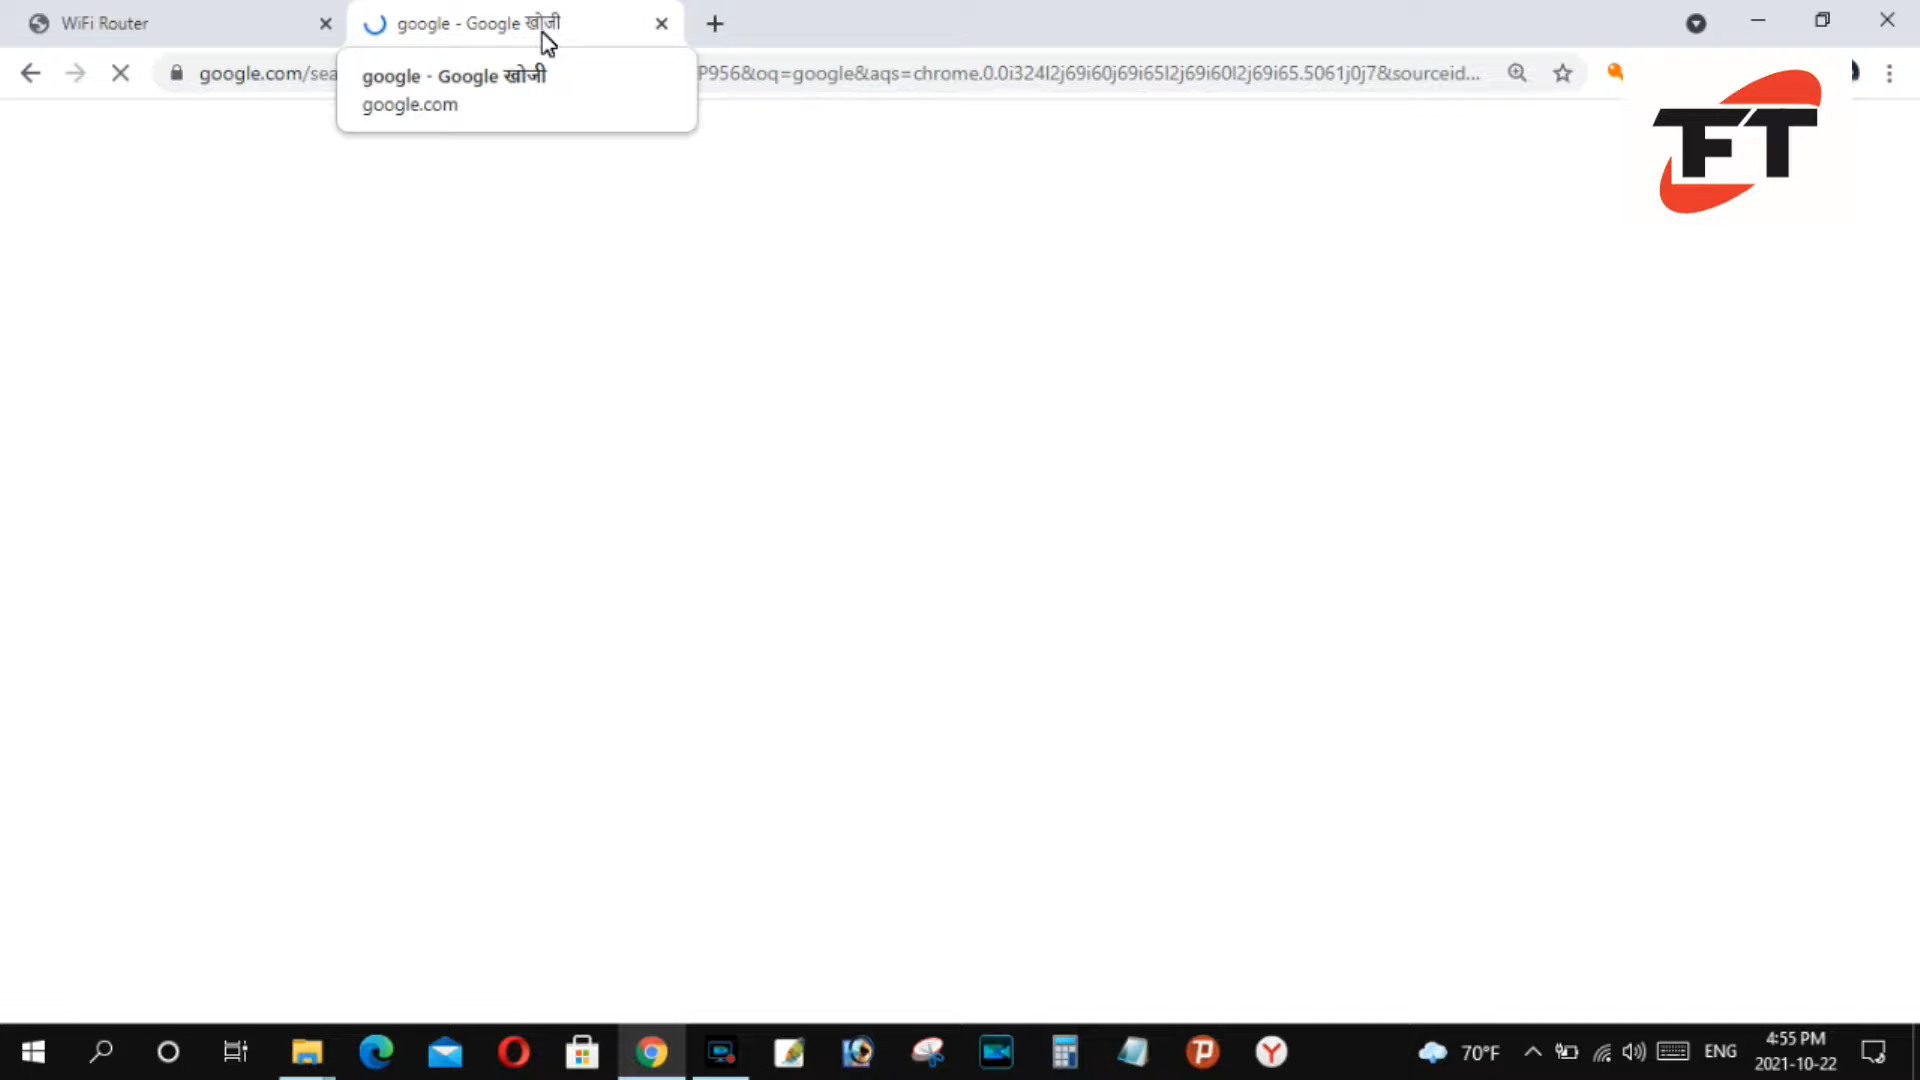 WiFi Router
google - Google खोजी
google.com/sea
P956&oq=google&aqs=chrome.0.0i324l2j69i60j69i65l2j69i60l2j69i65.5061j0j7&sourceid...
google - Google खोजी
google.com
FT
70°F
ENG
4:55 PM
2021-10-22